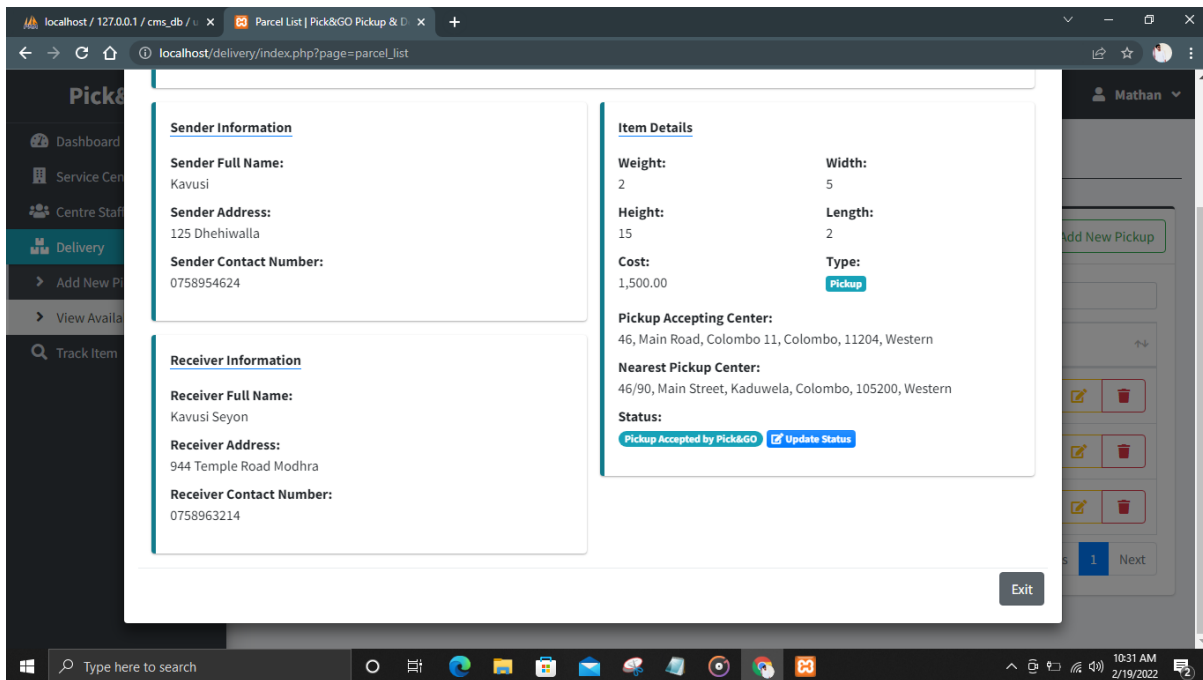 localhost / 127.0.0.1 / cms_db / u
Parcel List | Pick&GO Pickup & D
localhost/delivery/index.php?page=parcel_list
Pick&
Mathan
Dashboard
Service Cen
Centre Staff
Delivery
Add New Pi
View Availa
Track Item
Sender Information
Sender Full Name:
Kavusi
Sender Address:
125 Dhehiwalla
Sender Contact Number:
0758954624
Receiver Information
Receiver Full Name:
Kavusi Seyon
Receiver Address:
944 Temple Road Modhra
Receiver Contact Number:
0758963214
Item Details
Weight: Width:
2 5
Height: Length:
15 2
Cost: Type:
1,500.00 Pickup
Pickup Accepting Center:
46, Main Road, Colombo 11, Colombo, 11204, Western
Nearest Pickup Center:
46/90, Main Street, Kaduwela, Colombo, 105200, Western
Status:
Pickup Accepted by Pick&GO Update Status
Add New Pickup
s 1 Next
Exit
Type here to search
10:31 AM
2/19/2022
2